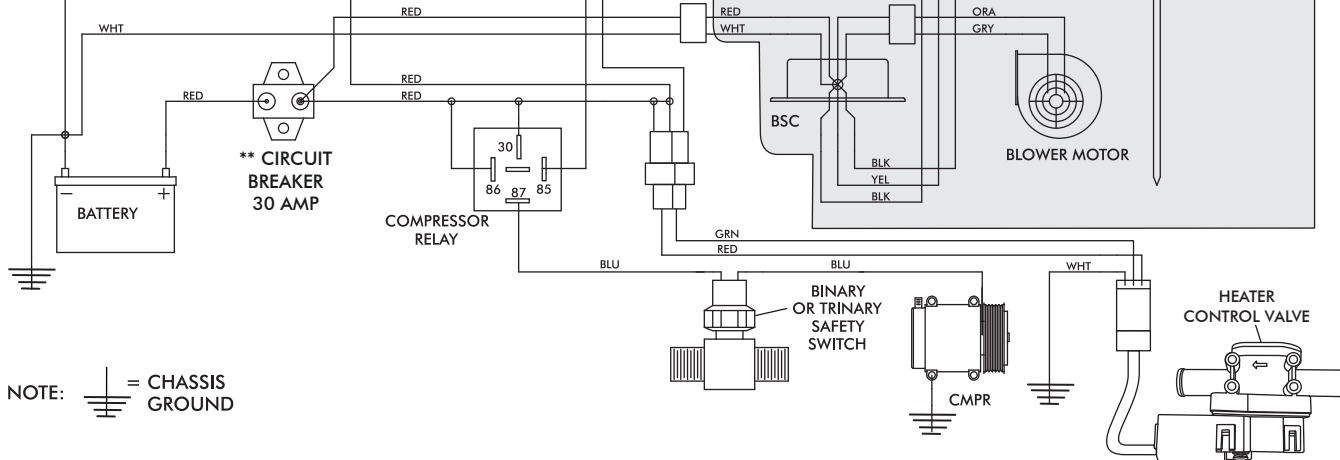 RED
RED
ORA
WHT
WHT
GRY
RED
RED
RED
BSC
BLOWER MOTOR
** CIRCUIT
BREAKER
30 AMP
30
86
85
87
BLK
YEL
BLK
BATTERY
− +
COMPRESSOR
RELAY
GRN
RED
BLU
BLU
WHT
BINARY
OR TRINARY
SAFETY
SWITCH
HEATER
CONTROL VALVE
CMPR
NOTE:
= CHASSIS
GROUND